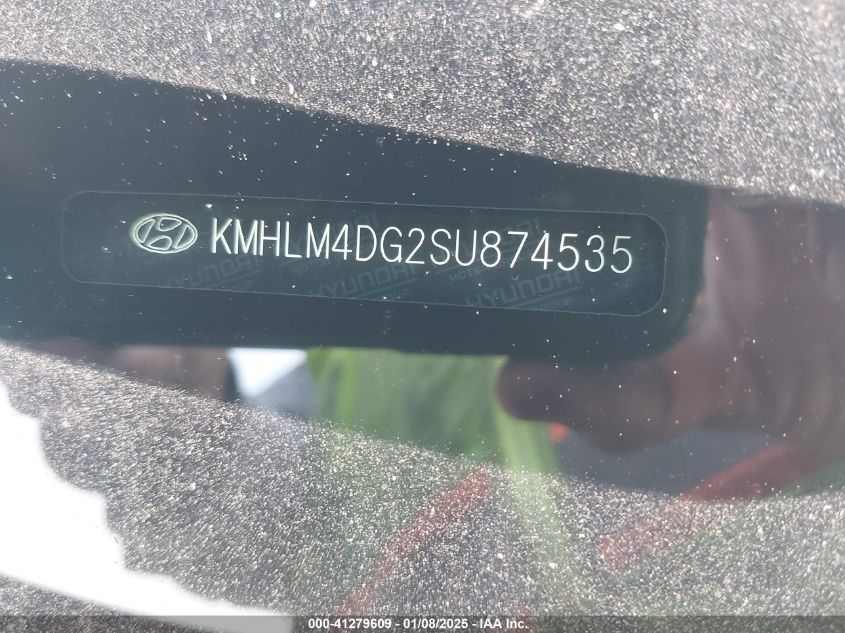 KMHLM4DG2SU874535
000-41279609 - 01/08/2025 - IAA Inc.